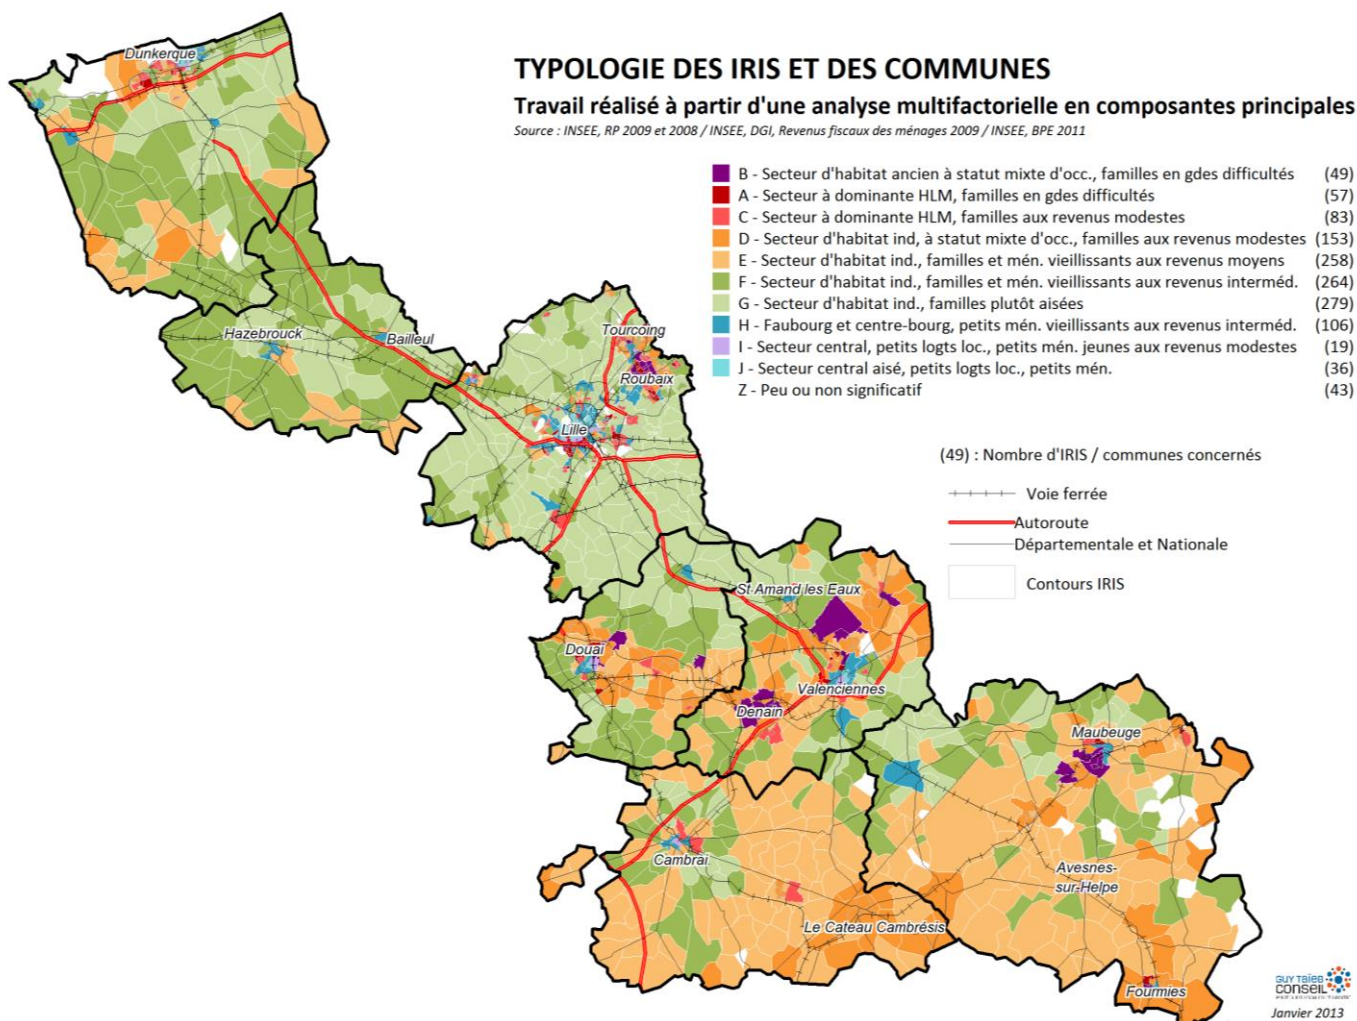 TYPOLOGIE DES IRIS ET DES COMMUNES
Travail réalisé à partir d'une analyse multifactorielle en composantes principales
Source : INSEE, RP 2009 et 2008 / INSEE, DGI, Revenus fiscaux des ménages 2009 / INSEE, BPE 2011
B - Secteur d'habitat ancien à statut mixte d'occ., familles en gdes difficultés (49)
A - Secteur à dominante HLM, familles en gdes difficultés (57)
C - Secteur à dominante HLM, familles aux revenus modestes (83)
D - Secteur d'habitat ind, à statut mixte d'occ., familles aux revenus modestes (153)
E - Secteur d'habitat ind., familles et mén. vieillissants aux revenus moyens (258)
F - Secteur d'habitat ind., familles et mén. vieillissants aux revenus interméd. (264)
G - Secteur d'habitat ind., familles plutôt aisées (279)
H - Faubourg et centre-bourg, petits mén. vieillissants aux revenus interméd. (106)
I - Secteur central, petits logts loc., petits mén. jeunes aux revenus modestes (19)
J - Secteur central aisé, petits logts loc., petits mén. (36)
Z - Peu ou non significatif (43)
(49) : Nombre d'IRIS / communes concernés
Voie ferrée
Autoroute
Départementale et Nationale
Contours IRIS
Dunkerque
Hazebrouck
Bailleul
Tourcoing
Roubaix
Lille
St Amand les Eaux
Douai
Valenciennes
Denain
Maubeuge
Cambrai
Avesnes-
sur-Helpe
Le Cateau Cambrésis
Fourmies
GUY TAÏEB
CONSEIL
Janvier 2013